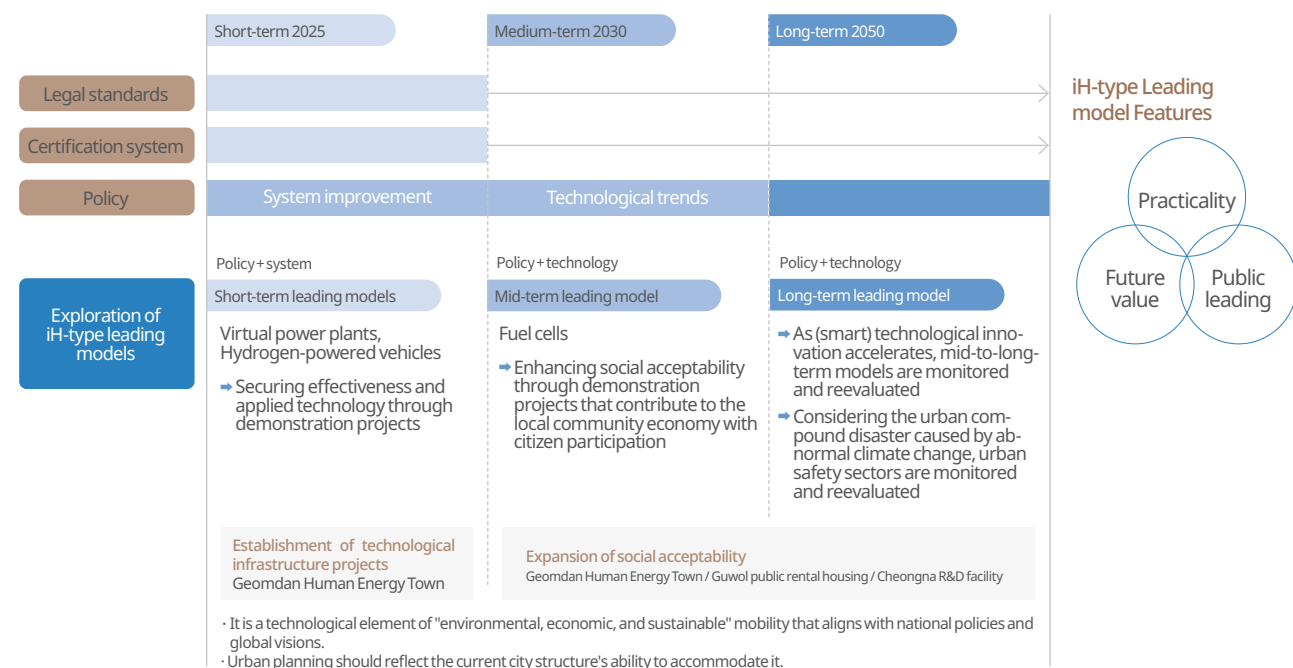 Short-term 2025
Medium-term 2030
Long-term 2050
Legal standards
Certification system
Policy
System improvement
Technological trends
iH-type Leading
model Features
Practicality
Future
value
Public
leading
Exploration of
iH-type leading
models
Policy + system
Short-term leading models
Virtual power plants,
Hydrogen-powered vehicles
➡ Securing effectiveness and
applied technology through
demonstration projects
Policy + technology
Mid-term leading model
Fuel cells
➡ Enhancing social acceptability
through demonstration
projects that contribute to the
local community economy with
citizen participation
Policy + technology
Long-term leading model
➡ As (smart) technological inno-
vation accelerates, mid-to-long-
term models are monitored
and reevaluated
➡ Considering the urban com-
pound disaster caused by ab-
normal climate change, urban
safety sectors are monitored
and reevaluated
Establishment of technological
infrastructure projects
Geomdan Human Energy Town
Expansion of social acceptability
Geomdan Human Energy Town / Guwol public rental housing / Cheongna R&D facility
· It is a technological element of "environmental, economic, and sustainable" mobility that aligns with national policies and
global visions.
· Urban planning should reflect the current city structure's ability to accommodate it.